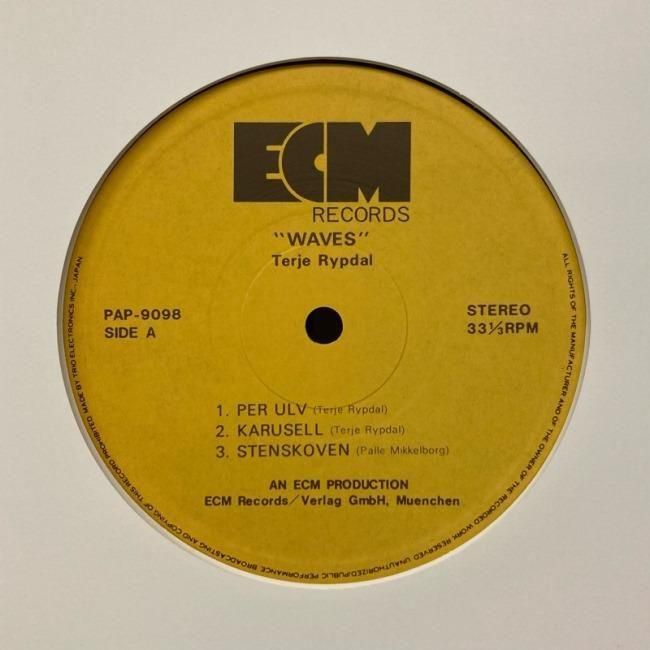 ECM
RECORDS
"WAVES"
Terje Rypdal
PAP-9098
SIDE A
STEREO
33⅓RPM
1. PER ULV (Terje Rypdal)
2. KARUSELL (Terje Rypdal)
3. STENSKOVEN (Palle Mikkelborg)
AN ECM PRODUCTION
ECM Records/Verlag GmbH, Muenchen
ALL RIGHTS OF THE MANUFACTURER AND OF THE OWNER OF THE RECORDED WORK RESERVED UNAUTHORIZED PUBLIC PERFORMANCE BROADCASTING AND COPYING OF THIS RECORD PROHIBITED MADE BY TRIO ELECTRONICS INC., JAPAN